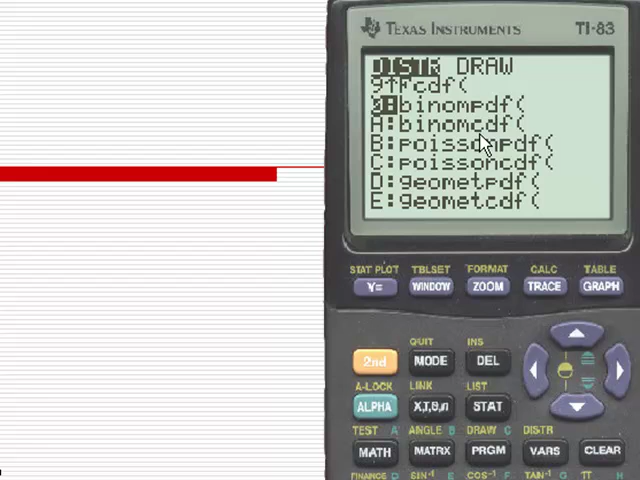 TEXAS INSTRUMENTS TI-83
DISTR DRAW
9↑Fcdf(
0:binompdf(
A:binomcdf(
B:poissonpdf(
C:poissoncdf(
D:geometpdf(
E:geometcdf(
STAT PLOT TBLSET FORMAT CALC TABLE
Y= WINDOW ZOOM TRACE GRAPH
QUIT INS
2nd MODE DEL
A-LOCK LINK LIST
ALPHA X,T,θ,n STAT
TEST A ANGLE B DRAW C DISTR
MATH MATRX PRGM VARS CLEAR
FINANCE D SIN⁻¹ E COS⁻¹ F TAN⁻¹ G π H